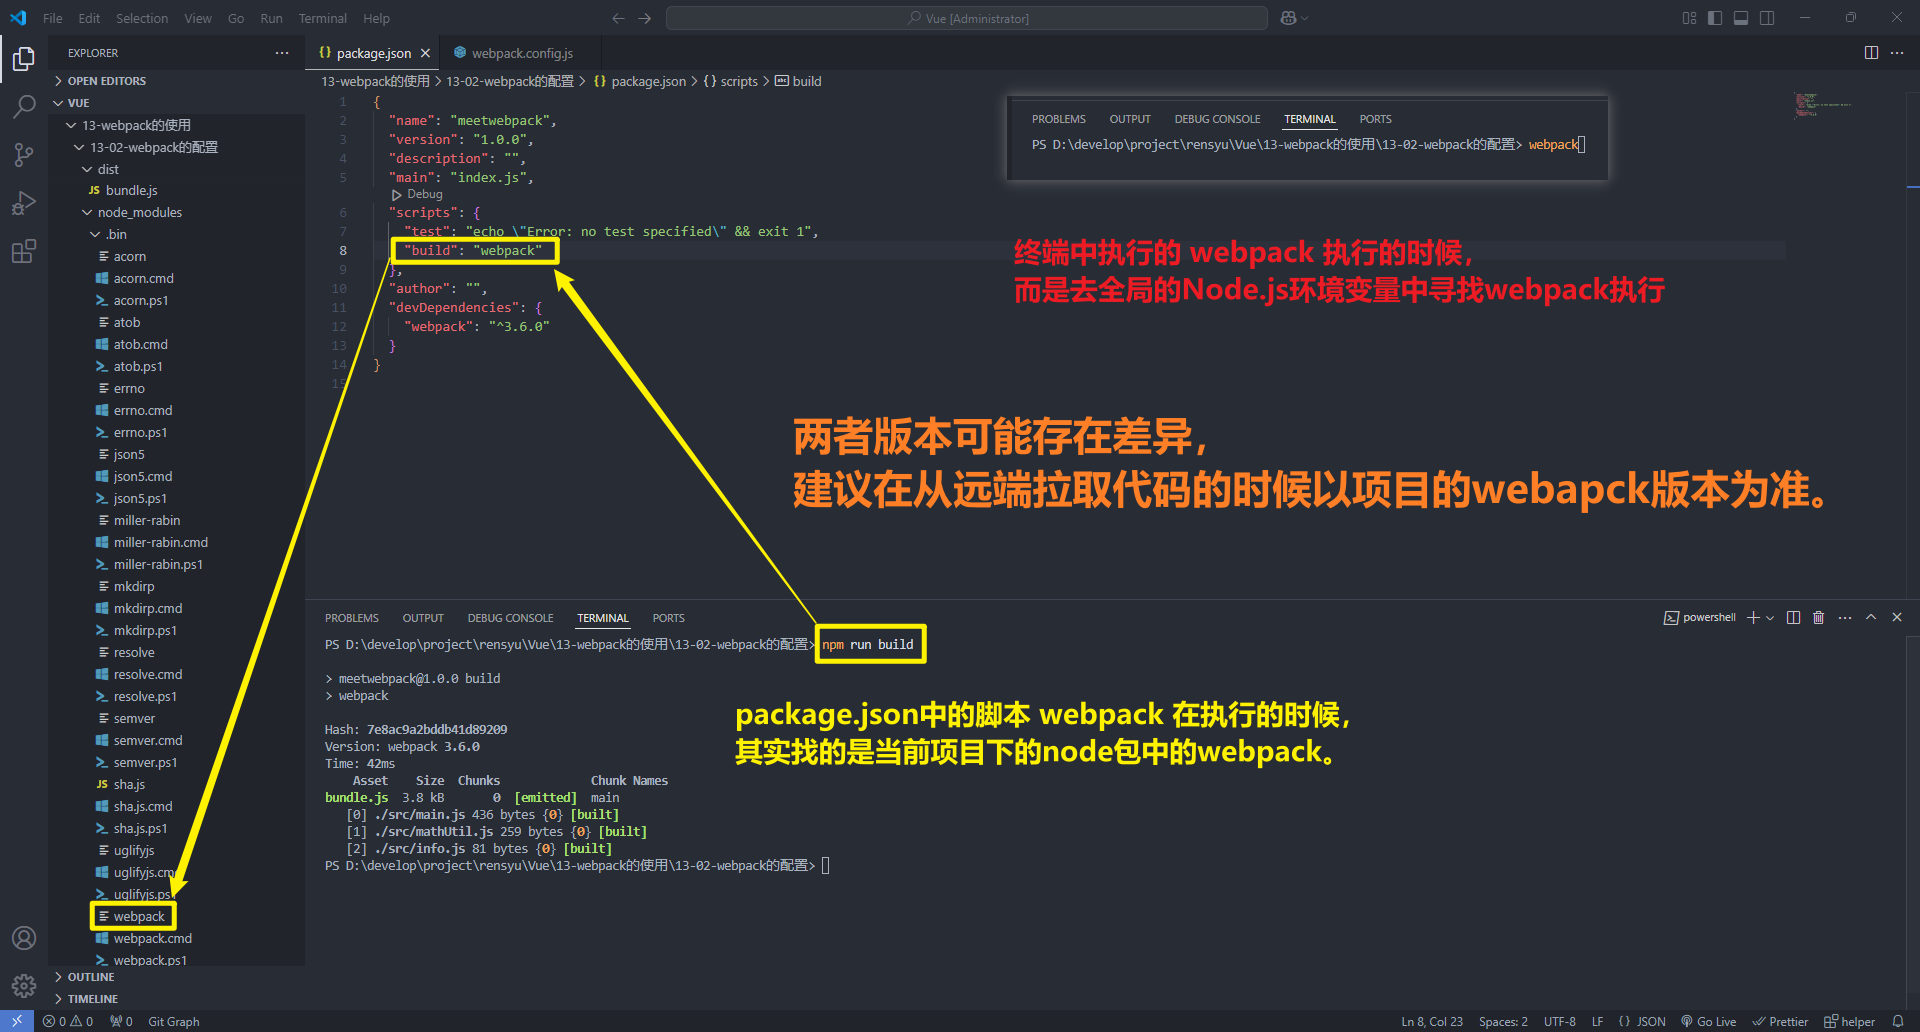 File Edit Selection View Go Run Terminal Help
Vue [Administrator]
EXPLORER
OPEN EDITORS
VUE
13-webpack的使用
13-02-webpack的配置
dist
JS bundle.js
node_modules
.bin
acorn
acorn.cmd
acorn.ps1
atob
atob.cmd
atob.ps1
errno
errno.cmd
errno.ps1
json5
json5.cmd
json5.ps1
miller-rabin
miller-rabin.cmd
miller-rabin.ps1
mkdirp
mkdirp.cmd
mkdirp.ps1
resolve
resolve.cmd
resolve.ps1
semver
semver.cmd
semver.ps1
JS sha.js
sha.js.cmd
sha.js.ps1
uglifyjs
uglifyjs.cm
uglifyjs.ps
webpack
webpack.cmd
webpack.ps1
OUTLINE
TIMELINE
{} package.json webpack.config.js
13-webpack的使用 > 13-02-webpack的配置 > {} package.json > {} scripts > build
1 {
2 "name": "meetwebpack",
3 "version": "1.0.0",
4 "description": "",
5 "main": "index.js",
Debug
6 "scripts": {
7 "test": "echo \"Error: no test specified\" && exit 1",
8 "build": "webpack"
9 },
10 "author": "",
11 "devDependencies": {
12 "webpack": "^3.6.0"
13 }
14 }
15
PROBLEMS OUTPUT DEBUG CONSOLE TERMINAL PORTS
PS D:\develop\project\rensyu\Vue\13-webpack的使用\13-02-webpack的配置> webpack
终端中执行的 webpack 执行的时候，
而是去全局的Node.js环境变量中寻找webpack执行
两者版本可能存在差异，
建议在从远端拉取代码的时候以项目的webapck版本为准。
PROBLEMS OUTPUT DEBUG CONSOLE TERMINAL PORTS
powershell
PS D:\develop\project\rensyu\Vue\13-webpack的使用\13-02-webpack的配置> npm run build
> meetwebpack@1.0.0 build
> webpack
Hash: 7e8ac9a2bddb41d89209
Version: webpack 3.6.0
Time: 42ms
Asset Size Chunks Chunk Names
bundle.js 3.8 kB 0 [emitted] main
[0] ./src/main.js 436 bytes {0} [built]
[1] ./src/mathUtil.js 259 bytes {0} [built]
[2] ./src/info.js 81 bytes {0} [built]
PS D:\develop\project\rensyu\Vue\13-webpack的使用\13-02-webpack的配置>
package.json中的脚本 webpack 在执行的时候，
其实找的是当前项目下的node包中的webpack。
0 0 0 Git Graph
Ln 8, Col 23 Spaces: 2 UTF-8 LF {} JSON Go Live Prettier helper